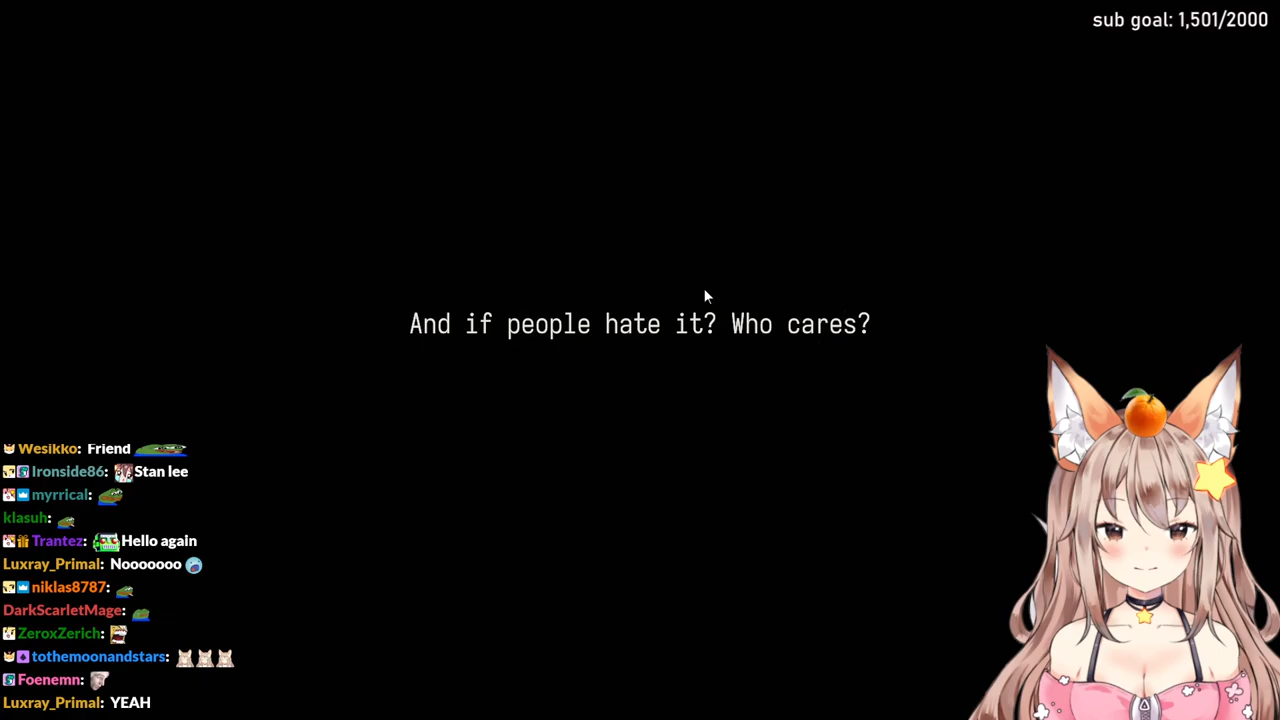 sub goal: 1,501/2000
And if people hate it? Who cares?
Wesikko: Friend
Ironside86: Stan lee
myrrical:
klasuh:
Trantez: Hello again
Luxray_Primal: Nooooooo
niklas8787:
DarkScarletMage:
ZeroxZerich:
tothemoonandstars:
Foenemn:
Luxray_Primal: YEAH